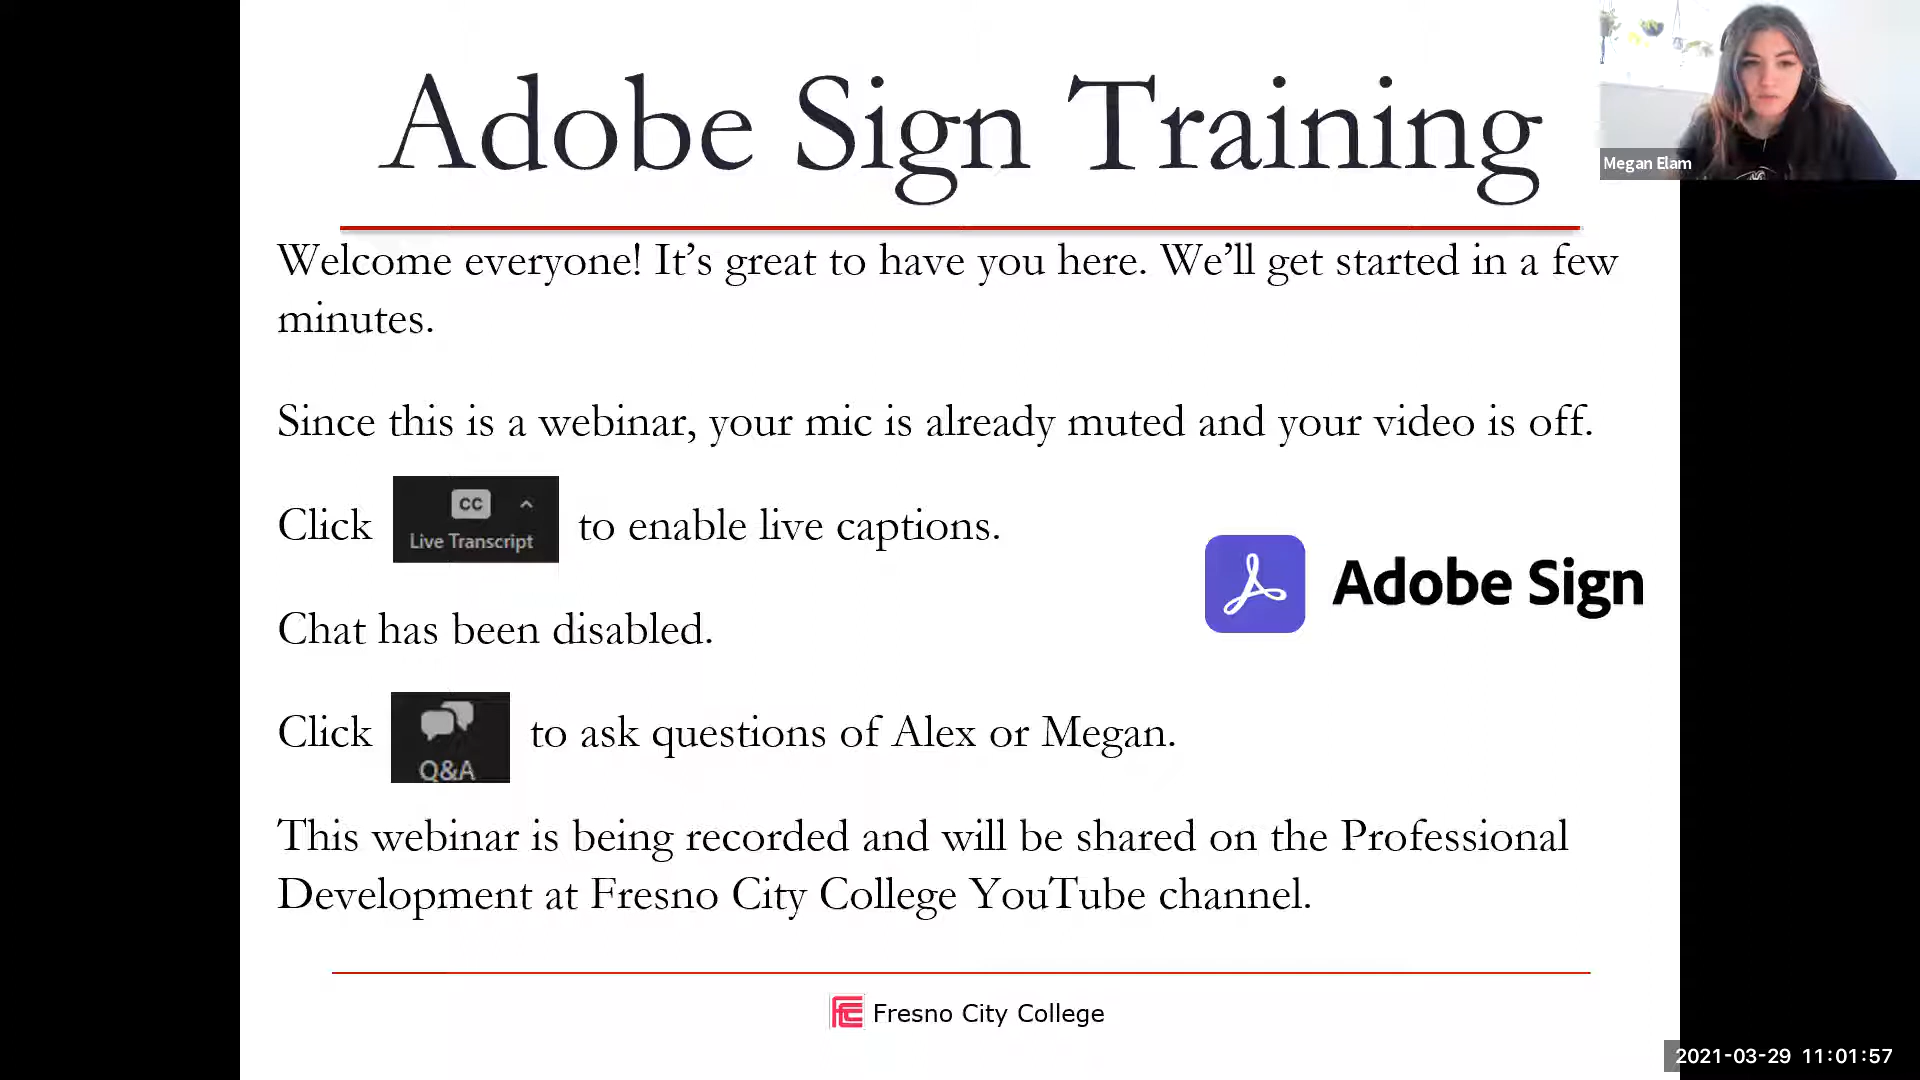 Adobe Sign Training
Megan Elam
Welcome everyone! It’s great to have you here. We’ll get started in a few
minutes.
Since this is a webinar, your mic is already muted and your video is off.
Click CC Live Transcript to enable live captions.
Adobe Sign
Chat has been disabled.
Click Q&A to ask questions of Alex or Megan.
This webinar is being recorded and will be shared on the Professional
Development at Fresno City College YouTube channel.
Fresno City College
2021-03-29 11:01:57